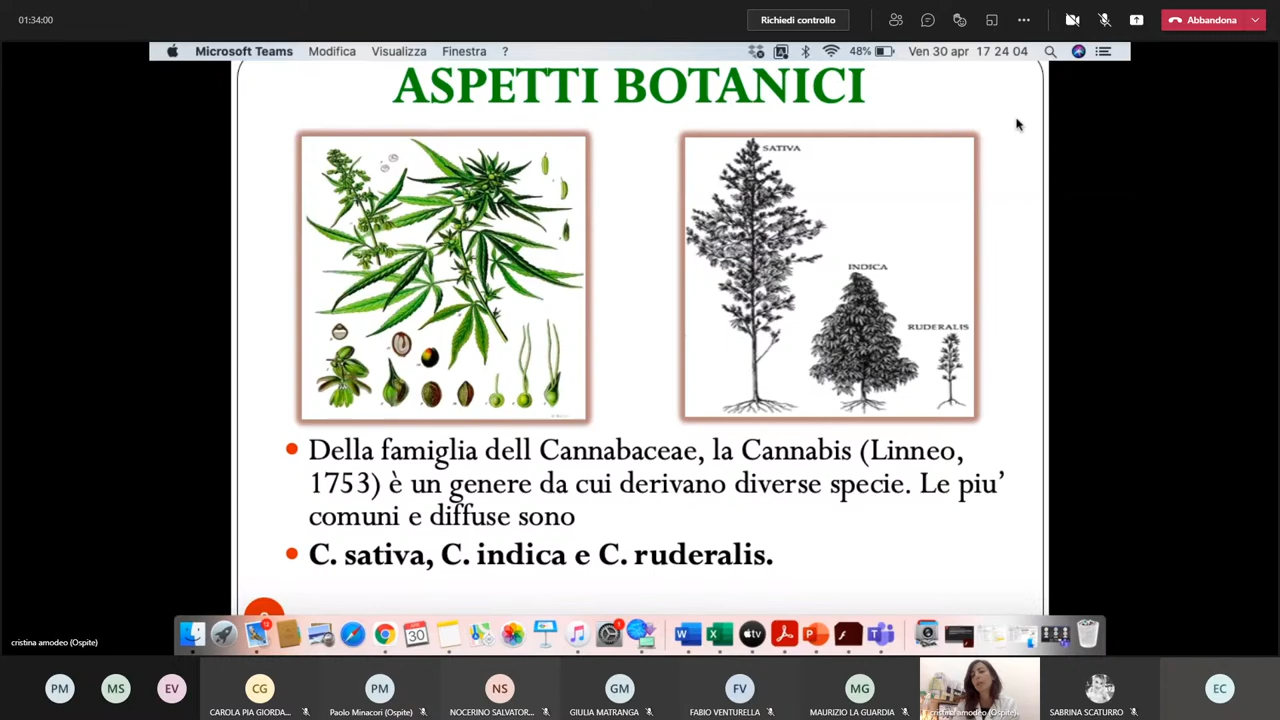 01:34:00
Richiedi controllo
Abbandona
Microsoft Teams Modifica Visualizza Finestra ?
48% Ven 30 apr 17 24 04
ASPETTI BOTANICI
SATIVA
INDICA
RUDERALIS
Della famiglia dell Cannabaceae, la Cannabis (Linneo,
1753) è un genere da cui derivano diverse specie. Le piu’
comuni e diffuse sono
C. sativa, C. indica e C. ruderalis.
cristina amodeo (Ospite)
PM MS EV CG PM NS GM FV MG EC
CAROLA PIA GIORDA... Paolo Minacori (Ospite) NOCERINO SALVATOR... GIULIA MATRANGA FABIO VENTURELLA MAURIZIO LA GUARDIA cristina amodeo (Ospite) SABRINA SCATURRO